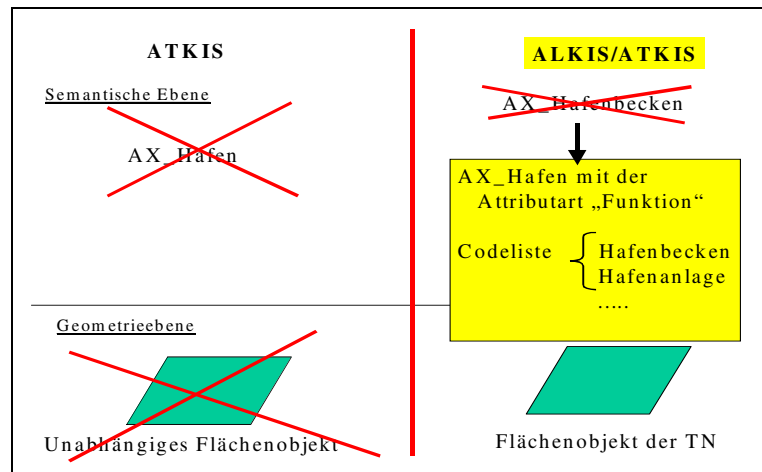 ATKIS
Semantische Ebene
AX_Hafen
Geometrieebene
Unabhängiges Flächenobjekt
ALKIS/ATKIS
AX_Hafenbecken
AX_Hafen mit der
Attributart „Funktion“
Codeliste
Hafenbecken
Hafenanlage
.....
Flächenobjekt der TN